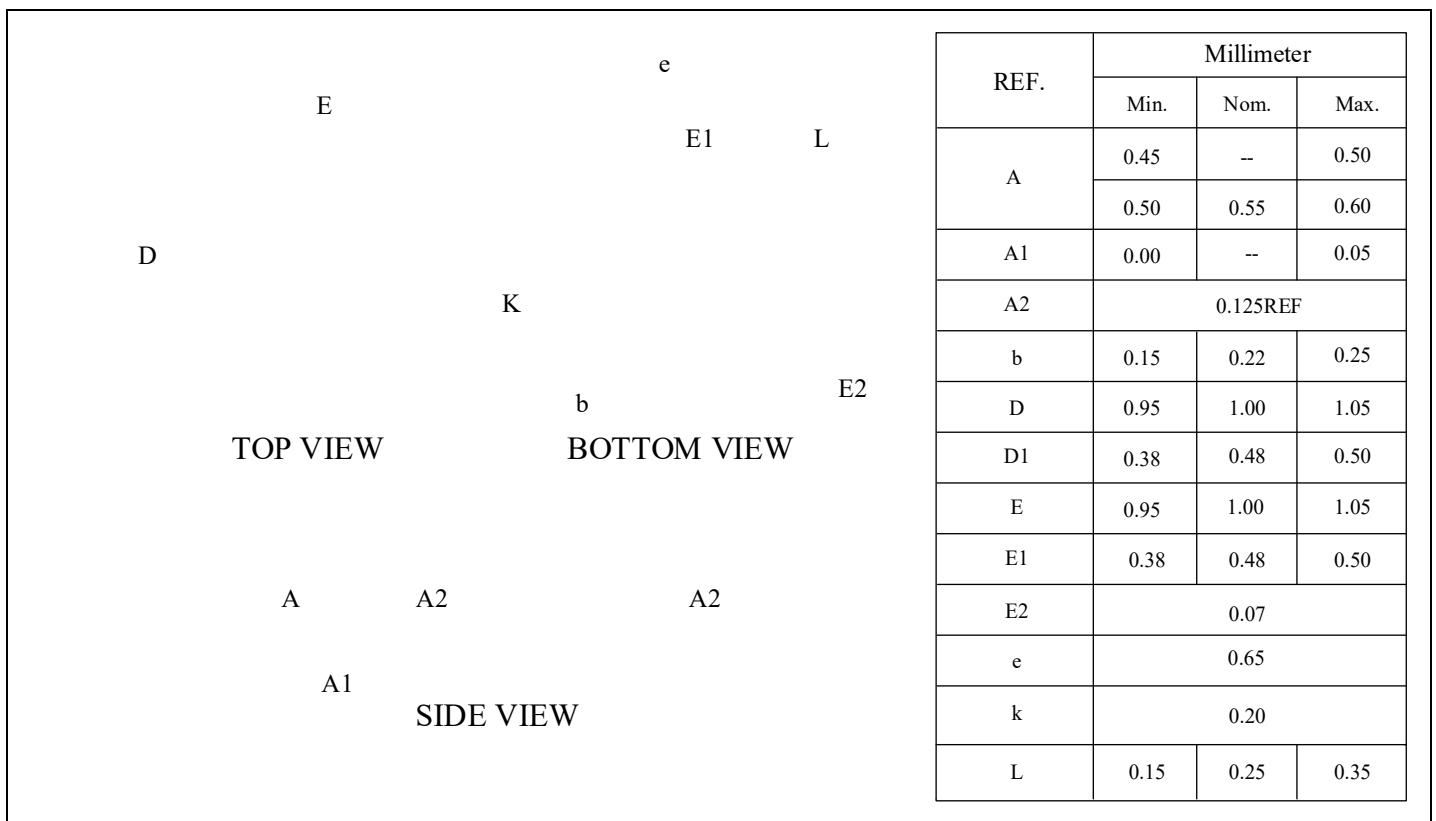 e
E
E1 L
D
K
E2
b
TOP VIEW BOTTOM VIEW
A A2 A2
A1
SIDE VIEW
REF. Millimeter
Min. Nom. Max.
A 0.45 -- 0.50
0.50 0.55 0.60
A1 0.00 -- 0.05
A2 0.125REF
b 0.15 0.22 0.25
D 0.95 1.00 1.05
D1 0.38 0.48 0.50
E 0.95 1.00 1.05
E1 0.38 0.48 0.50
E2 0.07
e 0.65
k 0.20
L 0.15 0.25 0.35